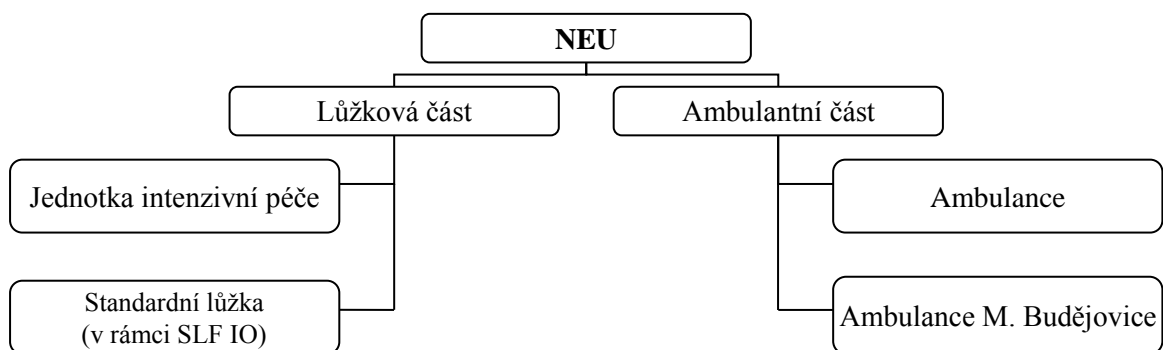 NEU
Lůžková část
Ambulantní část
Jednotka intenzivní péče
Ambulance
Standardní lůžka
(v rámci SLF IO)
Ambulance M. Budějovice